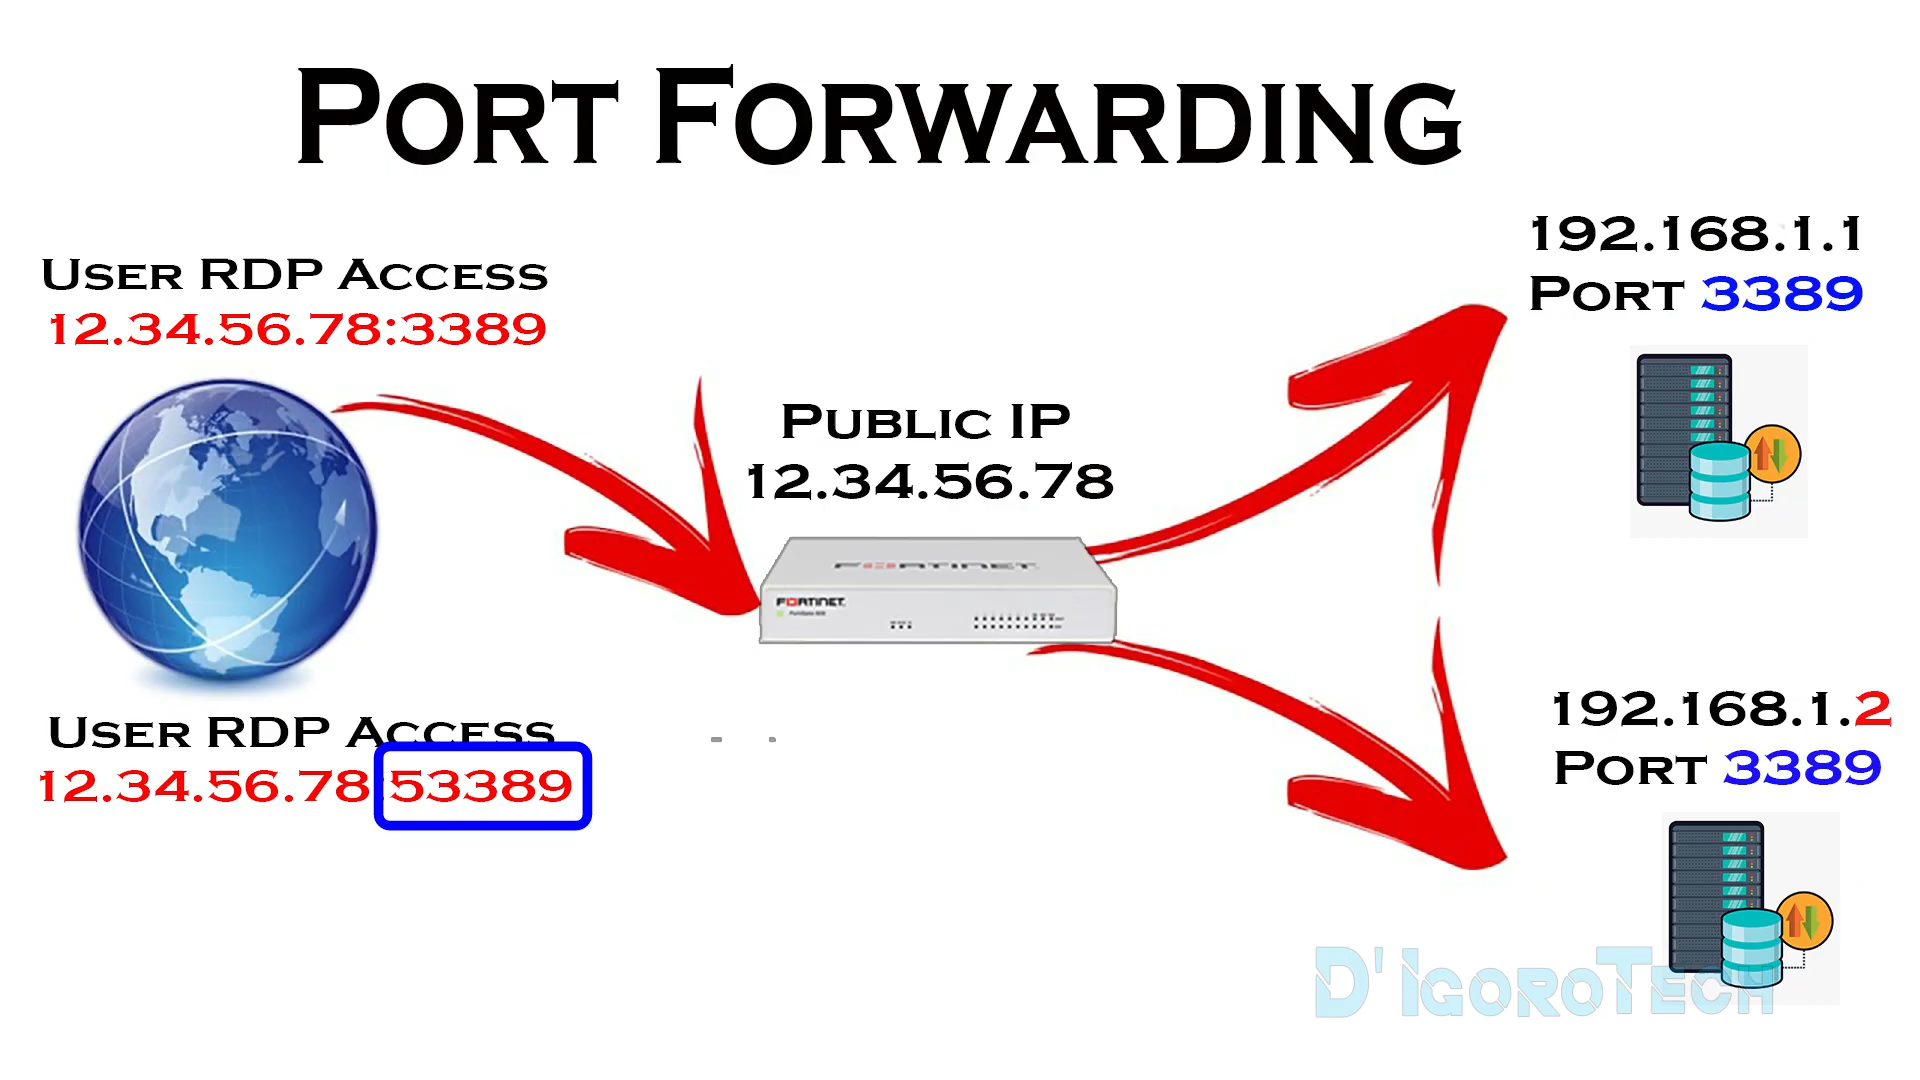 Port Forwarding
User RDP Access
12.34.56.78:3389
Public IP
12.34.56.78
192.168.1.1
Port 3389
FORTINET
FORTINET
User RDP Access
12.34.56.78:53389
192.168.1.2
Port 3389
D'IgoroTech